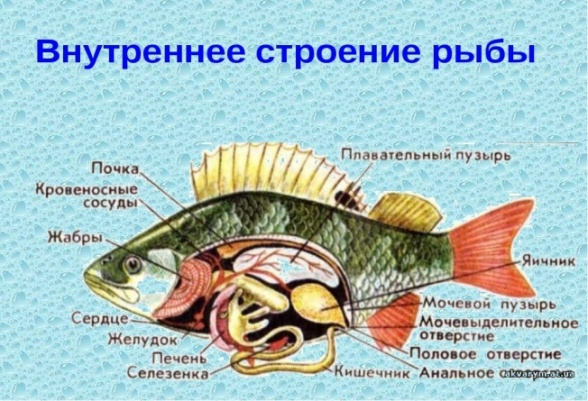 Внутреннее строение рыбы
Плавательный пузырь
Почка
Кровеносные
сосуды
Жабры
Яичник
Мочевой пузырь
Сердце
Мочевыделительное
отверстие
Желудок
Половое отверстие
Печень
Селезенка
Кишечник
Анальное